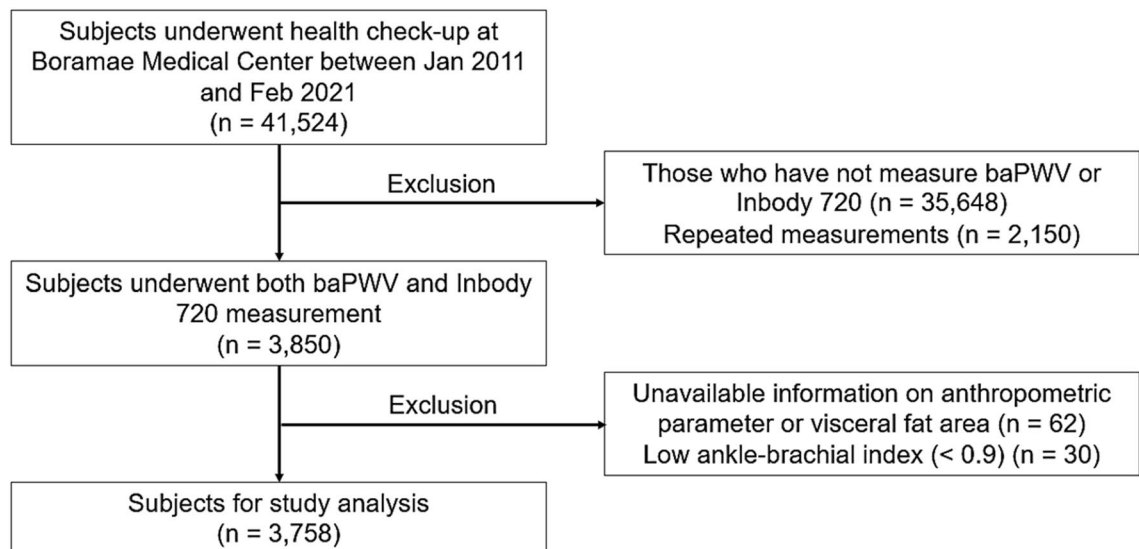 Subjects underwent health check-up at
Boramae Medical Center between Jan 2011
and Feb 2021
(n = 41,524)
Exclusion
Those who have not measure baPWV or
Inbody 720 (n = 35,648)
Repeated measurements (n = 2,150)
Subjects underwent both baPWV and Inbody
720 measurement
(n = 3,850)
Exclusion
Unavailable information on anthropometric
parameter or visceral fat area (n = 62)
Low ankle-brachial index (< 0.9) (n = 30)
Subjects for study analysis
(n = 3,758)